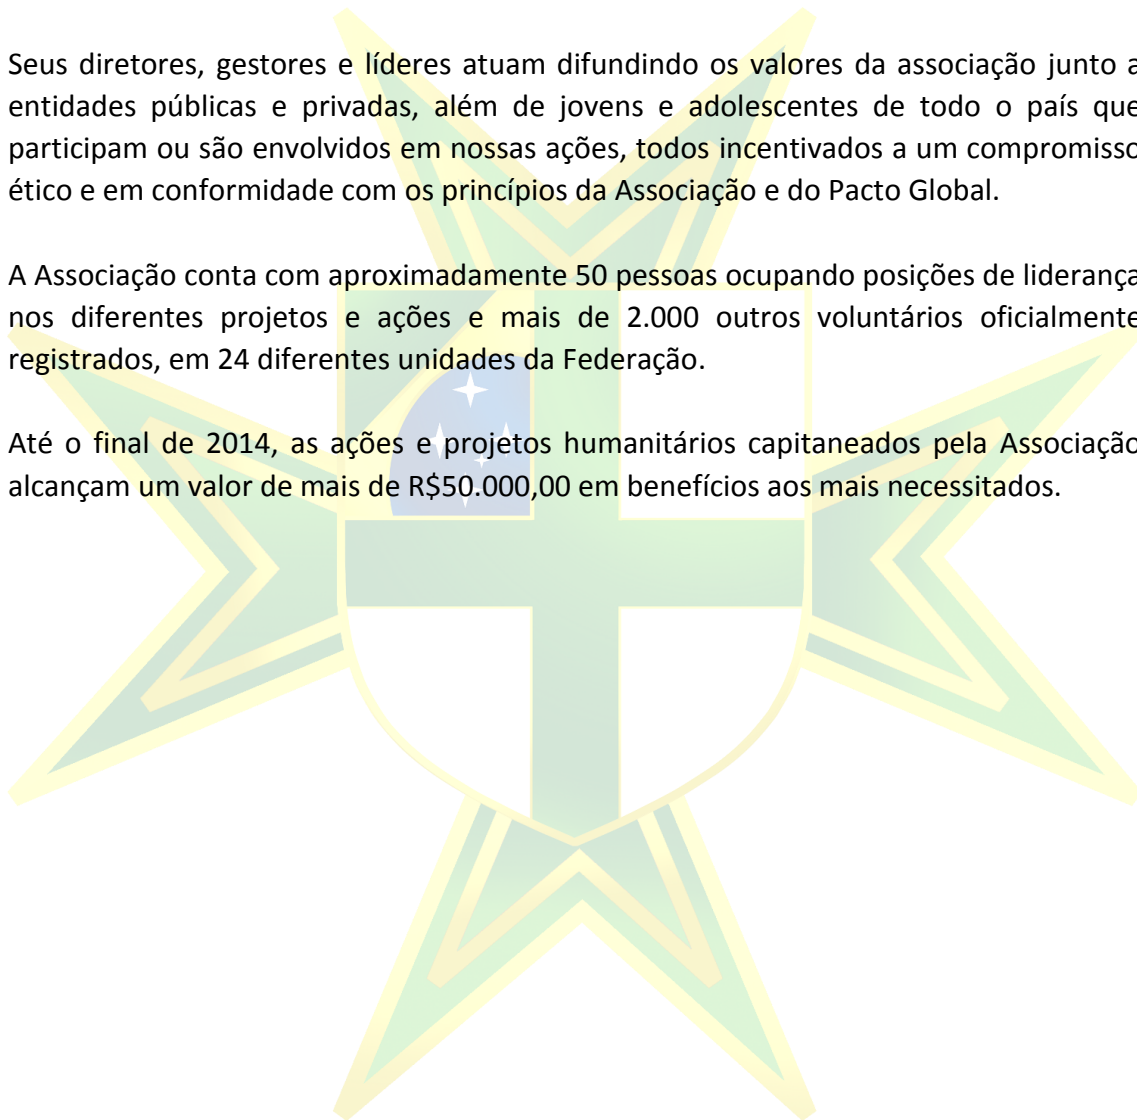 Seus diretores, gestores e líderes atuam difundindo os valores da associação junto a
entidades públicas e privadas, além de jovens e adolescentes de todo o país que
participam ou são envolvidos em nossas ações, todos incentivados a um compromisso
ético e em conformidade com os princípios da Associação e do Pacto Global.
A Associação conta com aproximadamente 50 pessoas ocupando posições de liderança
nos diferentes projetos e ações e mais de 2.000 outros voluntários oficialmente
registrados, em 24 diferentes unidades da Federação.
Até o final de 2014, as ações e projetos humanitários capitaneados pela Associação
alcançam um valor de mais de R$50.000,00 em benefícios aos mais necessitados.